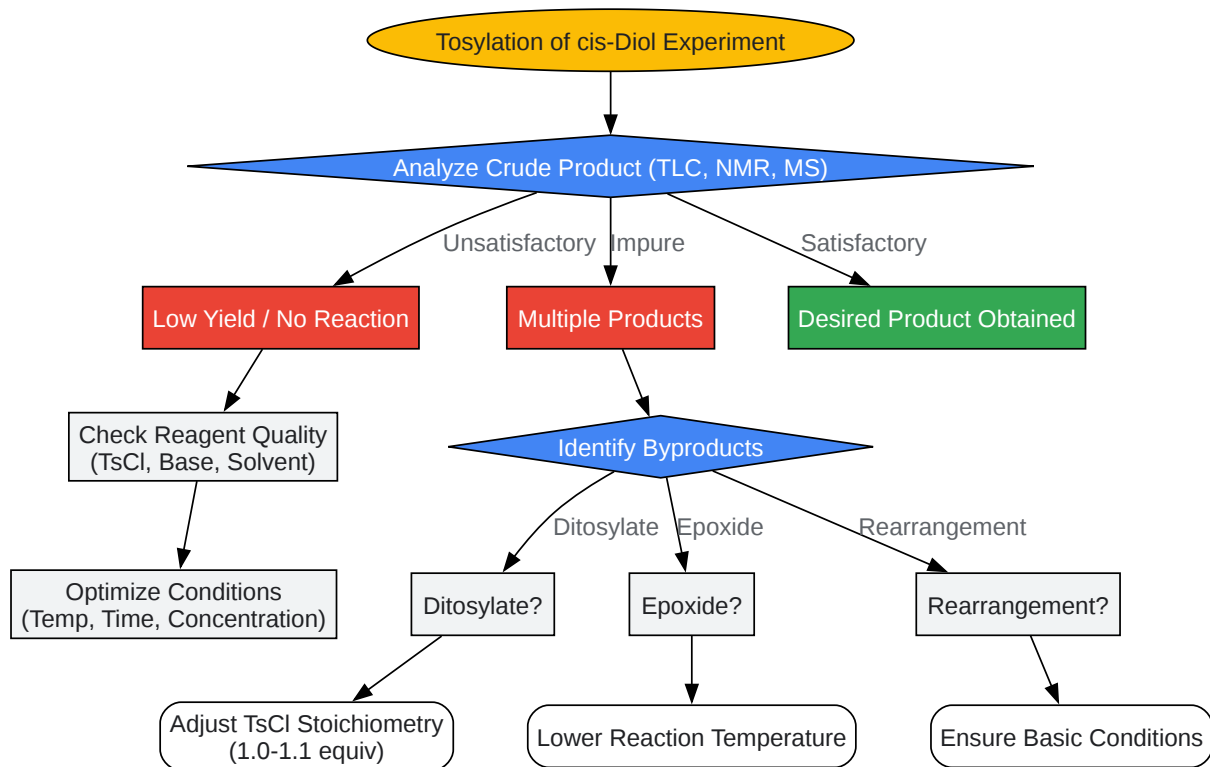 Tosylation of cis-Diol Experiment
Analyze Crude Product (TLC, NMR, MS)
Unsatisfactory
Impure
Satisfactory
Low Yield / No Reaction
Multiple Products
Desired Product Obtained
Check Reagent Quality
(TsCl, Base, Solvent)
Identify Byproducts
Ditosylate
Epoxide
Rearrangement
Optimize Conditions
(Temp, Time, Concentration)
Ditosylate?
Epoxide?
Rearrangement?
Adjust TsCl Stoichiometry
(1.0-1.1 equiv)
Lower Reaction Temperature
Ensure Basic Conditions